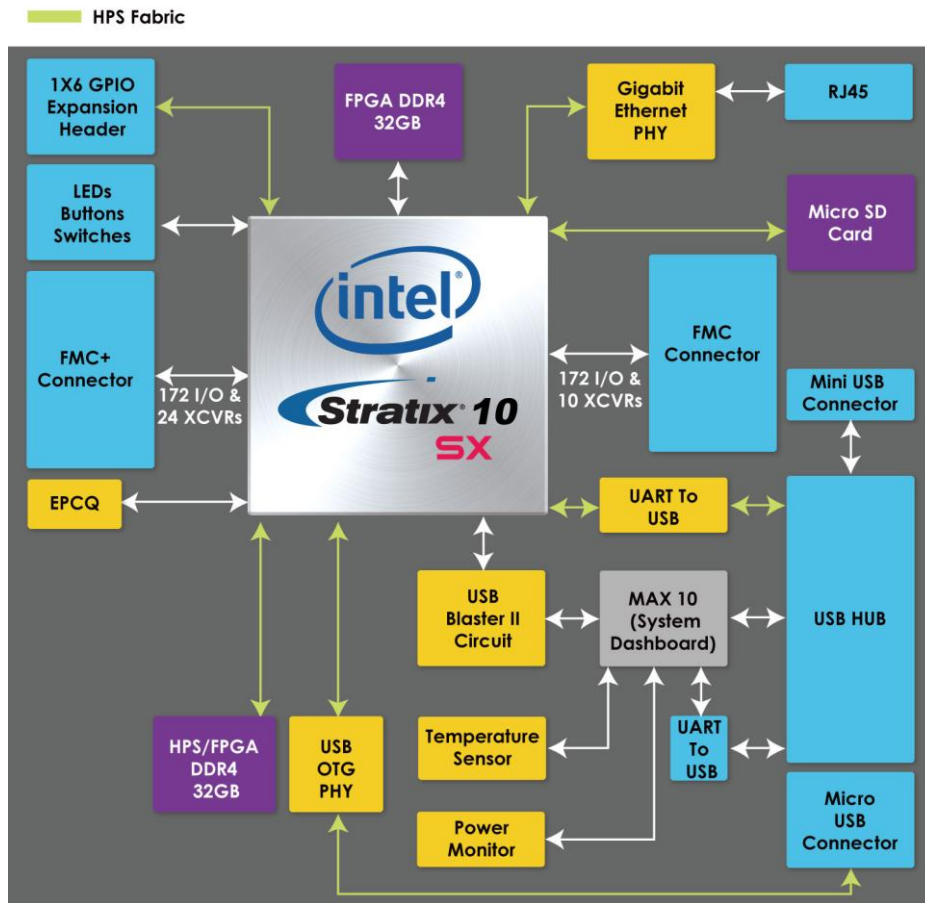 HPS Fabric
1X6 GPIO
Expansion
Header
FPGA DDR4
32GB
Gigabit
Ethernet
PHY
RJ45
LEDs
Buttons
Switches
Micro SD
Card
intel®
Stratix® 10
SX
FMC+
Connector
172 I/O &
24 XCVRs
172 I/O &
10 XCVRs
FMC
Connector
Mini USB
Connector
EPCQ
UART To
USB
USB
Blaster II
Circuit
MAX 10
(System
Dashboard)
USB HUB
HPS/FPGA
DDR4
32GB
USB
OTG
PHY
Temperature
Sensor
UART
To
USB
Power
Monitor
Micro
USB
Connector